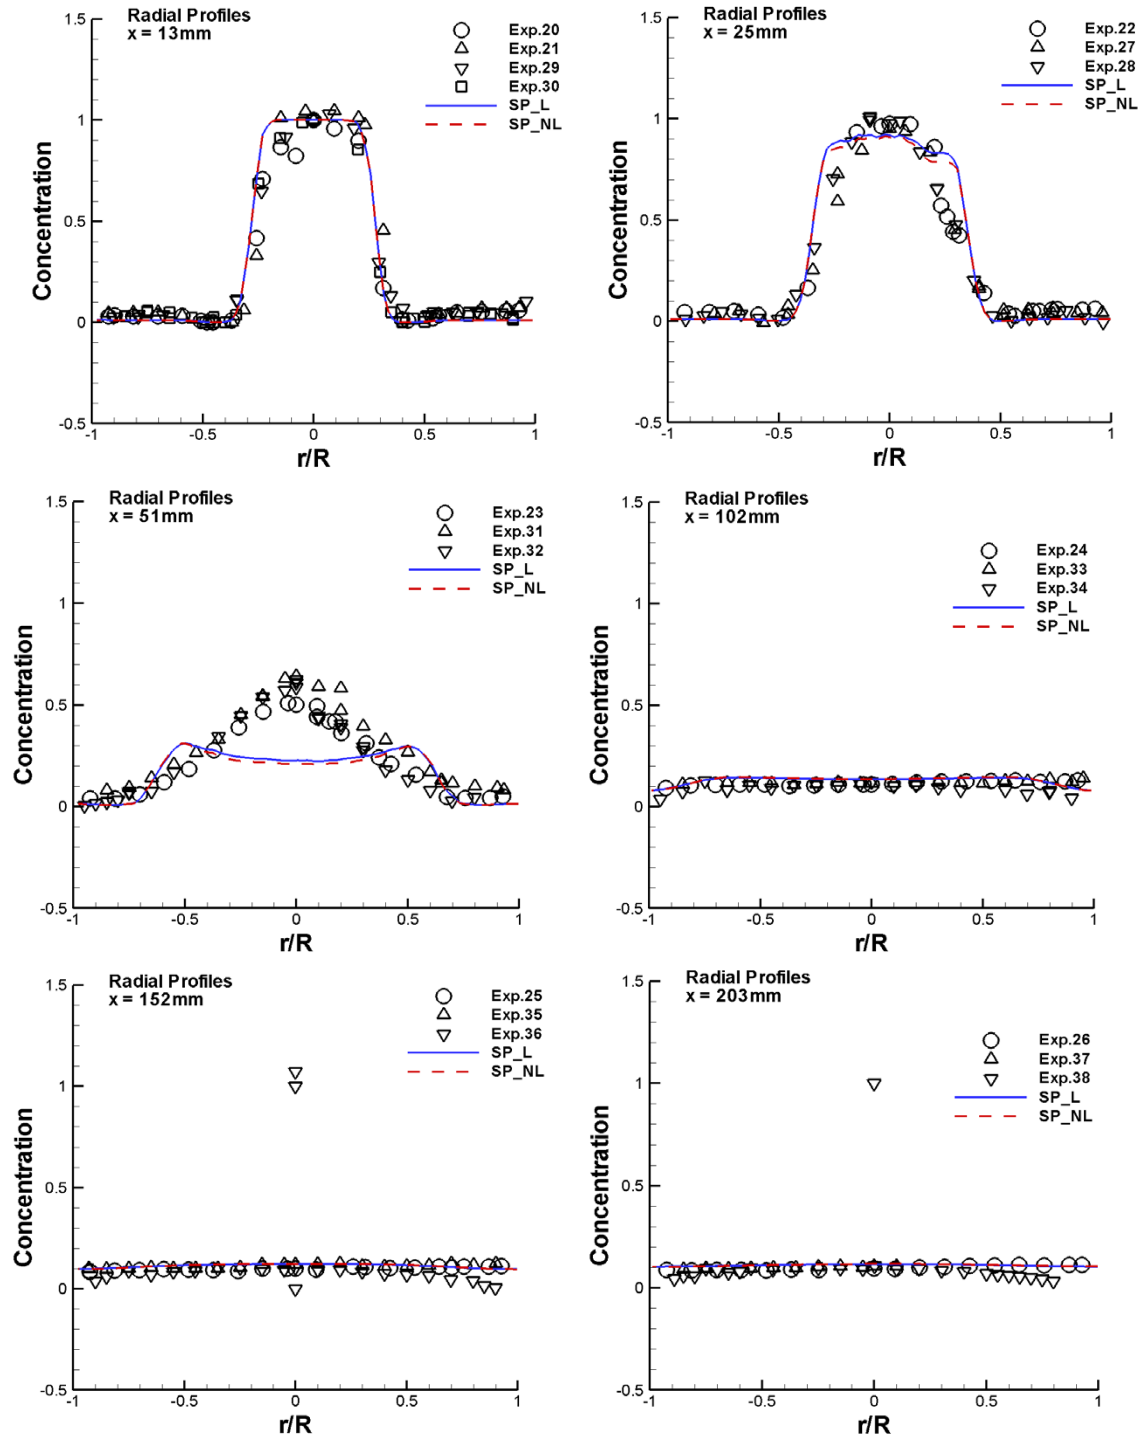 Radial Profiles
x = 13mm
Exp.20
Exp.21
Exp.29
Exp.30
SP_L
SP_NL
1.5
1
0.5
0
-0.5
-1
-0.5
0
0.5
1
Concentration
r/R
Radial Profiles
x = 25mm
Exp.22
Exp.27
Exp.28
SP_L
SP_NL
1.5
1
0.5
0
-0.5
-1
-0.5
0
0.5
1
Concentration
r/R
Radial Profiles
x = 51mm
Exp.23
Exp.31
Exp.32
SP_L
SP_NL
1.5
1
0.5
0
-0.5
-1
-0.5
0
0.5
1
Concentration
r/R
Radial Profiles
x = 102mm
Exp.24
Exp.33
Exp.34
SP_L
SP_NL
1.5
1
0.5
0
-0.5
-1
-0.5
0
0.5
1
Concentration
r/R
Radial Profiles
x = 152mm
Exp.25
Exp.35
Exp.36
SP_L
SP_NL
1.5
1
0.5
0
-0.5
-1
-0.5
0
0.5
1
Concentration
r/R
Radial Profiles
x = 203mm
Exp.26
Exp.37
Exp.38
SP_L
SP_NL
1.5
1
0.5
0
-0.5
-1
-0.5
0
0.5
1
Concentration
r/R